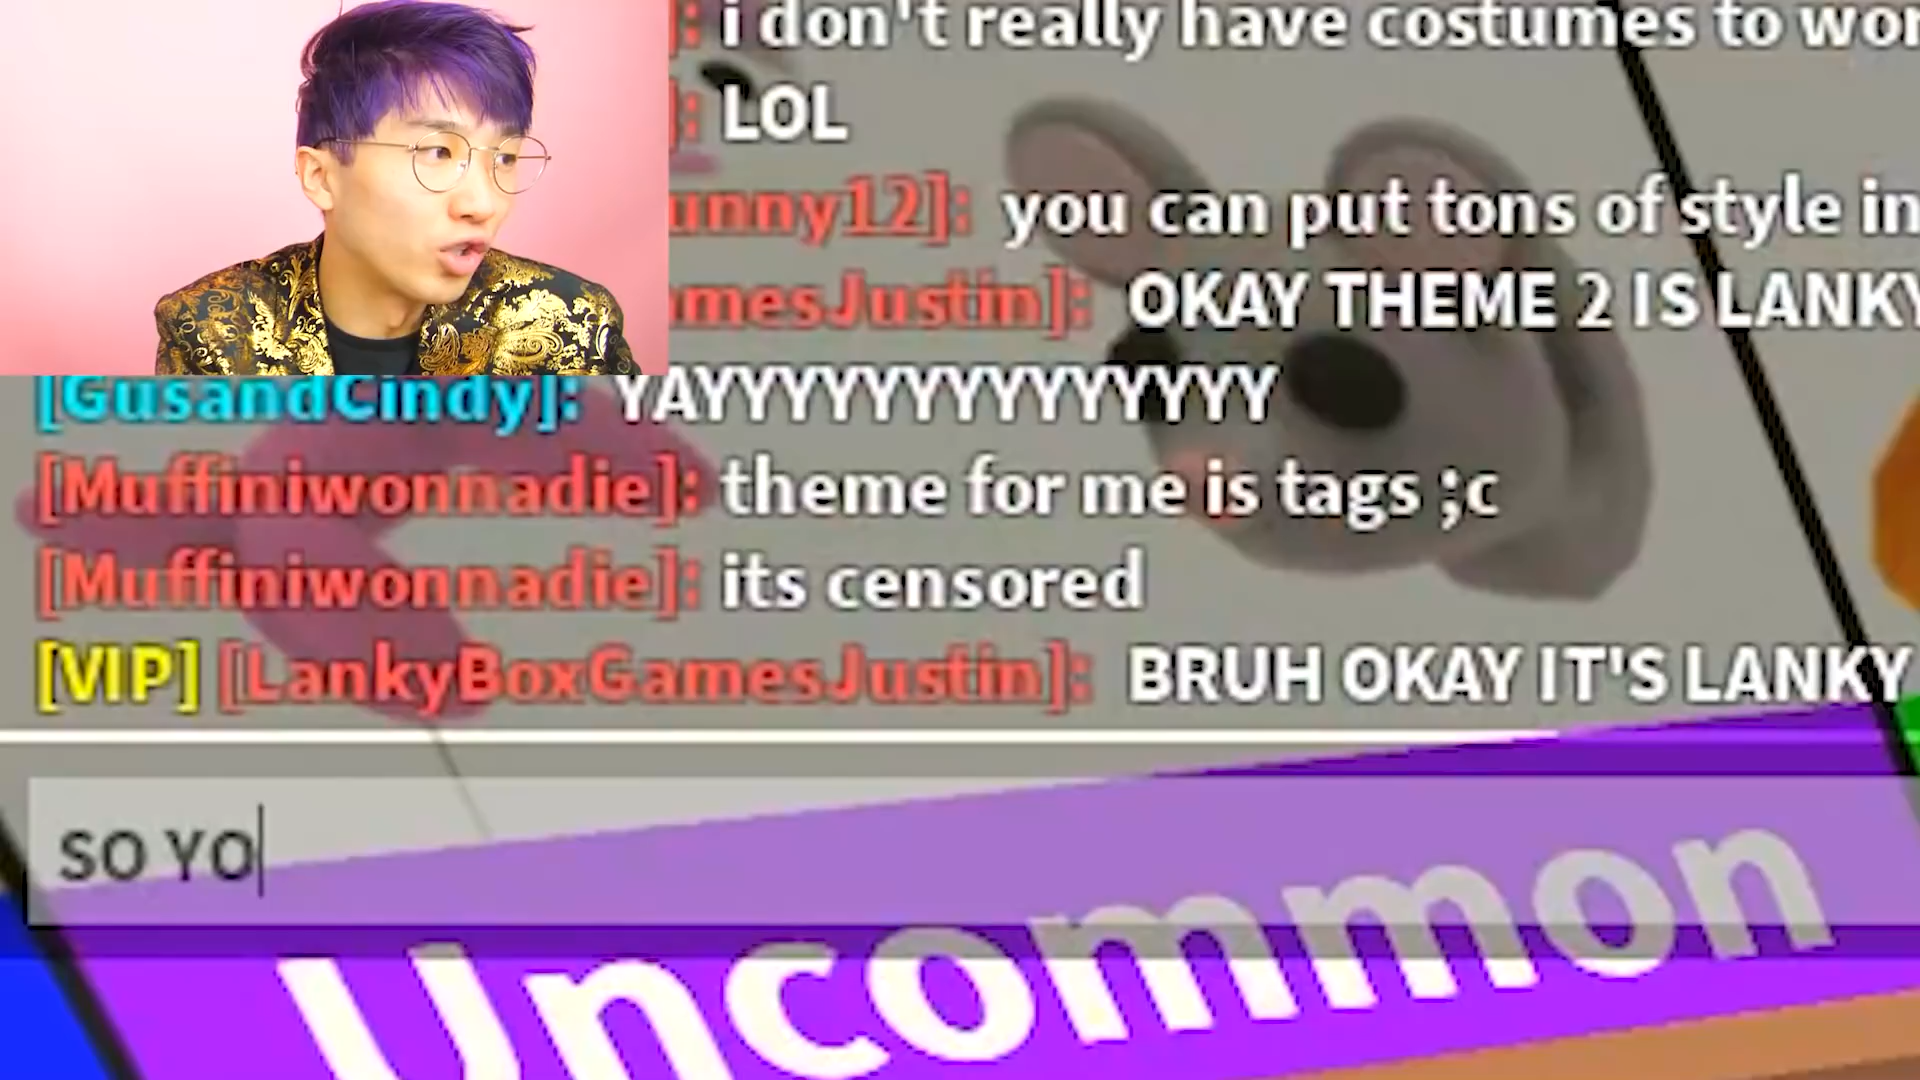 : i don't really have costumes to wor
]: LOL
unny12]: you can put tons of style in
amesJustin]: OKAY THEME 2 IS LANKY
[GusandCindy]: YAYYYYYYYYYYYYYYY
[Muffiniwonnadie]: theme for me is tags ;c
[Muffiniwonnadie]: its censored
[VIP] [LankyBoxGamesJustin]: BRUH OKAY IT'S LANKY
SO YO
Uncommon